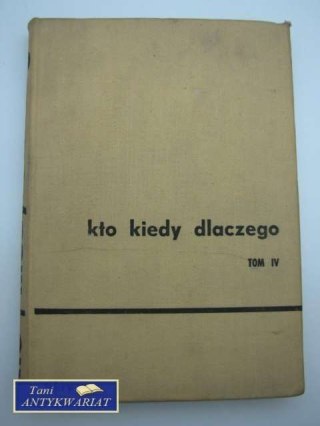 kto kiedy dlaczego
TOM IV
Tani
ANTYKWARIAT